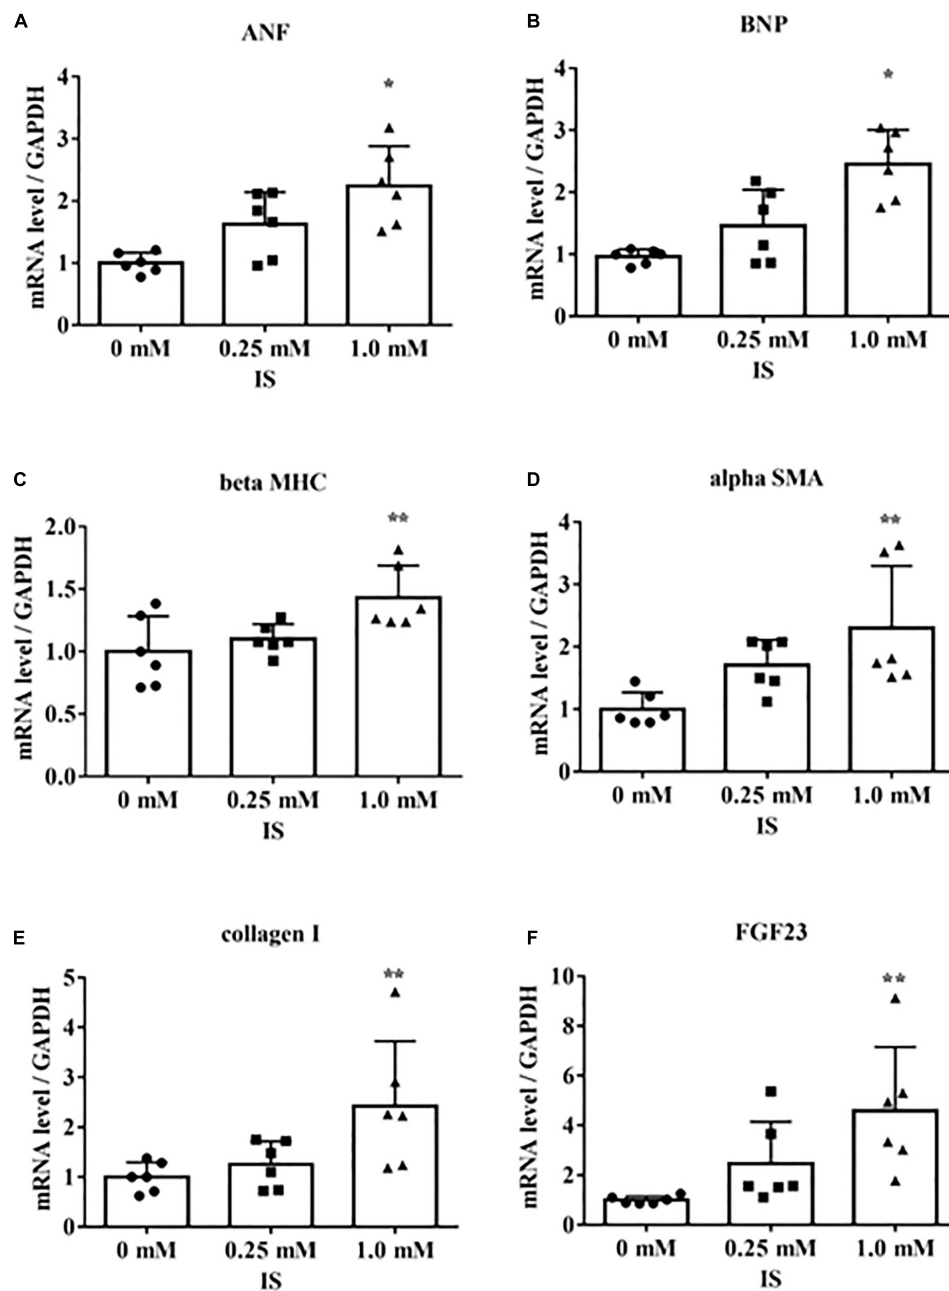 A
ANF
*
mRNA level / GAPDH
4
3
2
1
0
0 mM 0.25 mM 1.0 mM
IS
B
BNP
*
mRNA level / GAPDH
4
3
2
1
0
0 mM 0.25 mM 1.0 mM
IS
C
beta MHC
**
mRNA level / GAPDH
2.0
1.5
1.0
0.5
0.0
0 mM 0.25 mM 1.0 mM
IS
D
alpha SMA
**
mRNA level / GAPDH
4
3
2
1
0
0 mM 0.25 mM 1.0 mM
IS
E
collagen I
**
mRNA level / GAPDH
5
4
3
2
1
0
0 mM 0.25 mM 1.0 mM
IS
F
FGF23
**
mRNA level / GAPDH
10
8
6
4
2
0
0 mM 0.25 mM 1.0 mM
IS